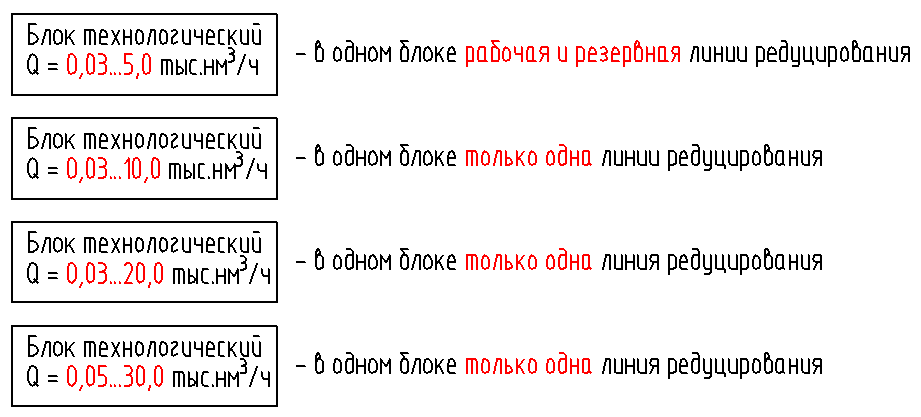 Блок технологический
Q = 0,03...5,0 тыс.нм³/ч
– в одном блоке рабочая и резервная линии редуцирования
Блок технологический
Q = 0,03...10,0 тыс.нм³/ч
– в одном блоке только одна линии редуцирования
Блок технологический
Q = 0,03...20,0 тыс.нм³/ч
– в одном блоке только одна линия редуцирования
Блок технологический
Q = 0,05...30,0 тыс.нм³/ч
– в одном блоке только одна линия редуцирования